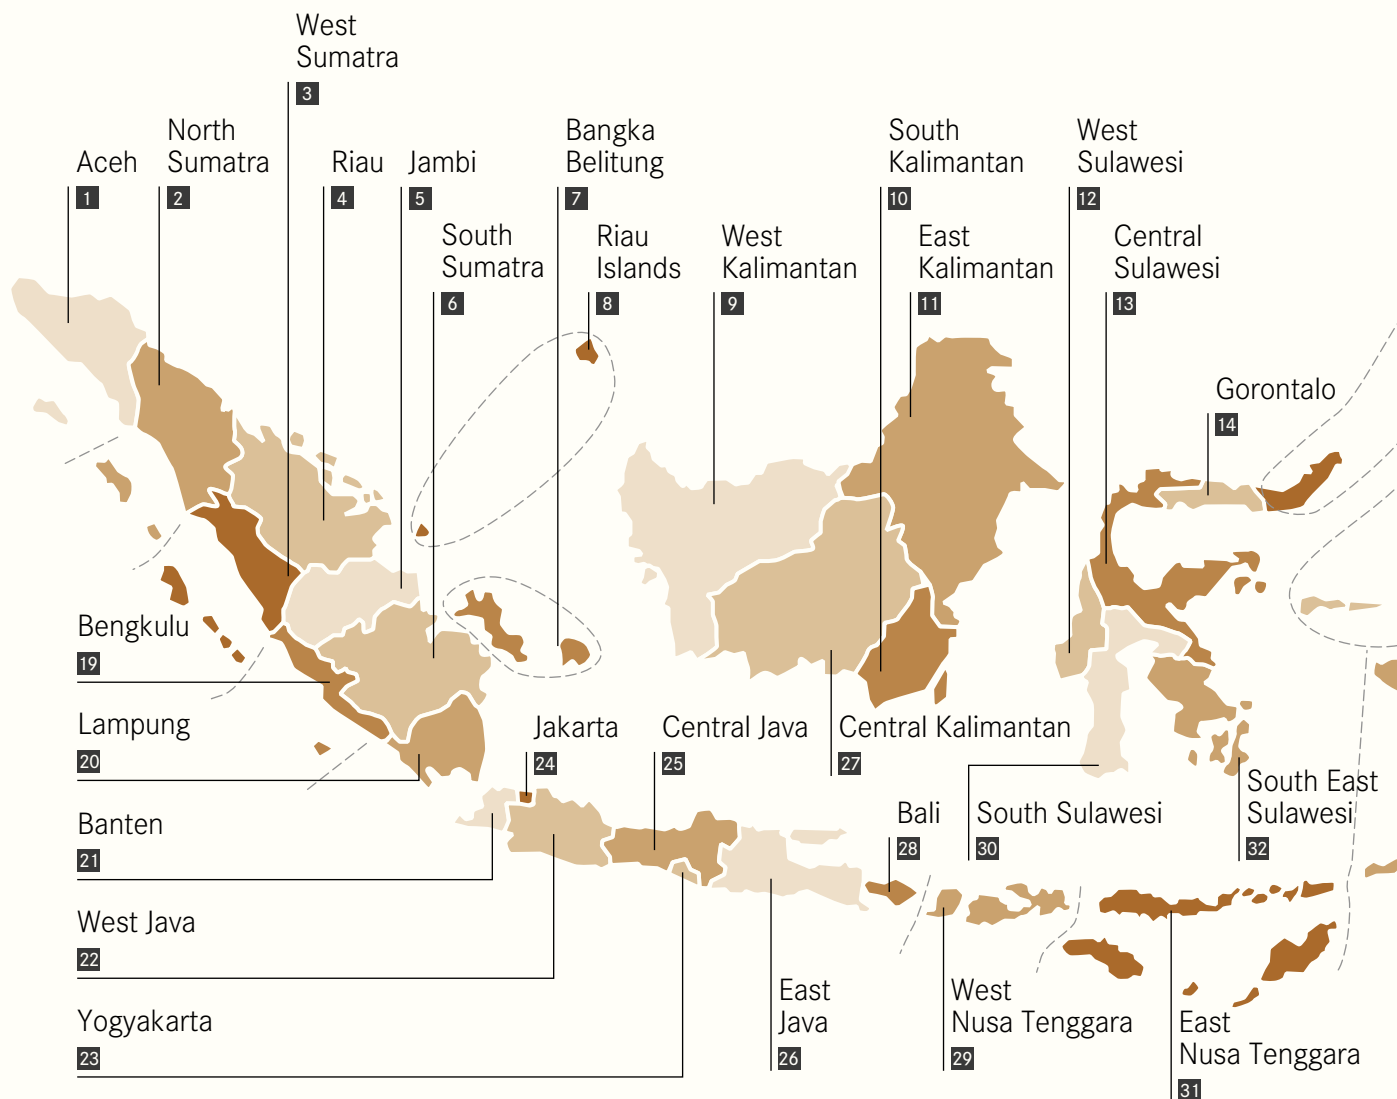 West
Sumatra
3
Aceh
1
North
Sumatra
2
Riau
4
Jambi
5
South
Sumatra
6
Bangka
Belitung
7
Riau
Islands
8
West
Kalimantan
9
South
Kalimantan
10
East
Kalimantan
11
West
Sulawesi
12
Central
Sulawesi
13
Gorontalo
14
Bengkulu
19
Lampung
20
Banten
21
West Java
22
Yogyakarta
23
Jakarta
24
Central Java
25
East
Java
26
Central Kalimantan
27
Bali
28
West
Nusa Tenggara
29
South Sulawesi
30
East
Nusa Tenggara
31
South East
Sulawesi
32